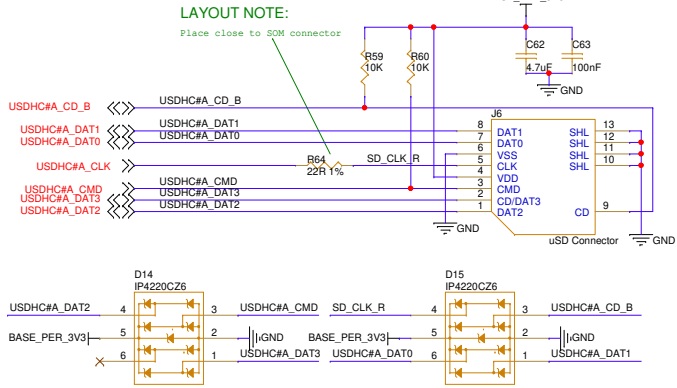 LAYOUT NOTE:
Place close to SOM connector
R59
10K
R60
10K
C62
4.7uF
C63
100nF
GND
USDHC#A_CD_B
USDHC#A_CD_B
J6
USDHC#A_DAT1
USDHC#A_DAT1
8
DAT1
SHL
13
USDHC#A_DAT0
USDHC#A_DAT0
7
DAT0
SHL
12
6
VSS
SHL
11
USDHC#A_CLK
R64
22R 1%
SD_CLK_R
5
CLK
SHL
10
4
VDD
USDHC#A_CMD
USDHC#A_CMD
3
CMD
USDHC#A_DAT3
USDHC#A_DAT3
2
CD/DAT3
USDHC#A_DAT2
USDHC#A_DAT2
1
DAT2
CD
9
GND
uSD Connector
GND
D14
IP4220CZ6
D15
IP4220CZ6
USDHC#A_DAT2
4
3
USDHC#A_CMD
SD_CLK_R
4
3
USDHC#A_CD_B
BASE_PER_3V3
5
2
GND
BASE_PER_3V3
5
2
GND
6
1
USDHC#A_DAT3
USDHC#A_DAT0
6
1
USDHC#A_DAT1